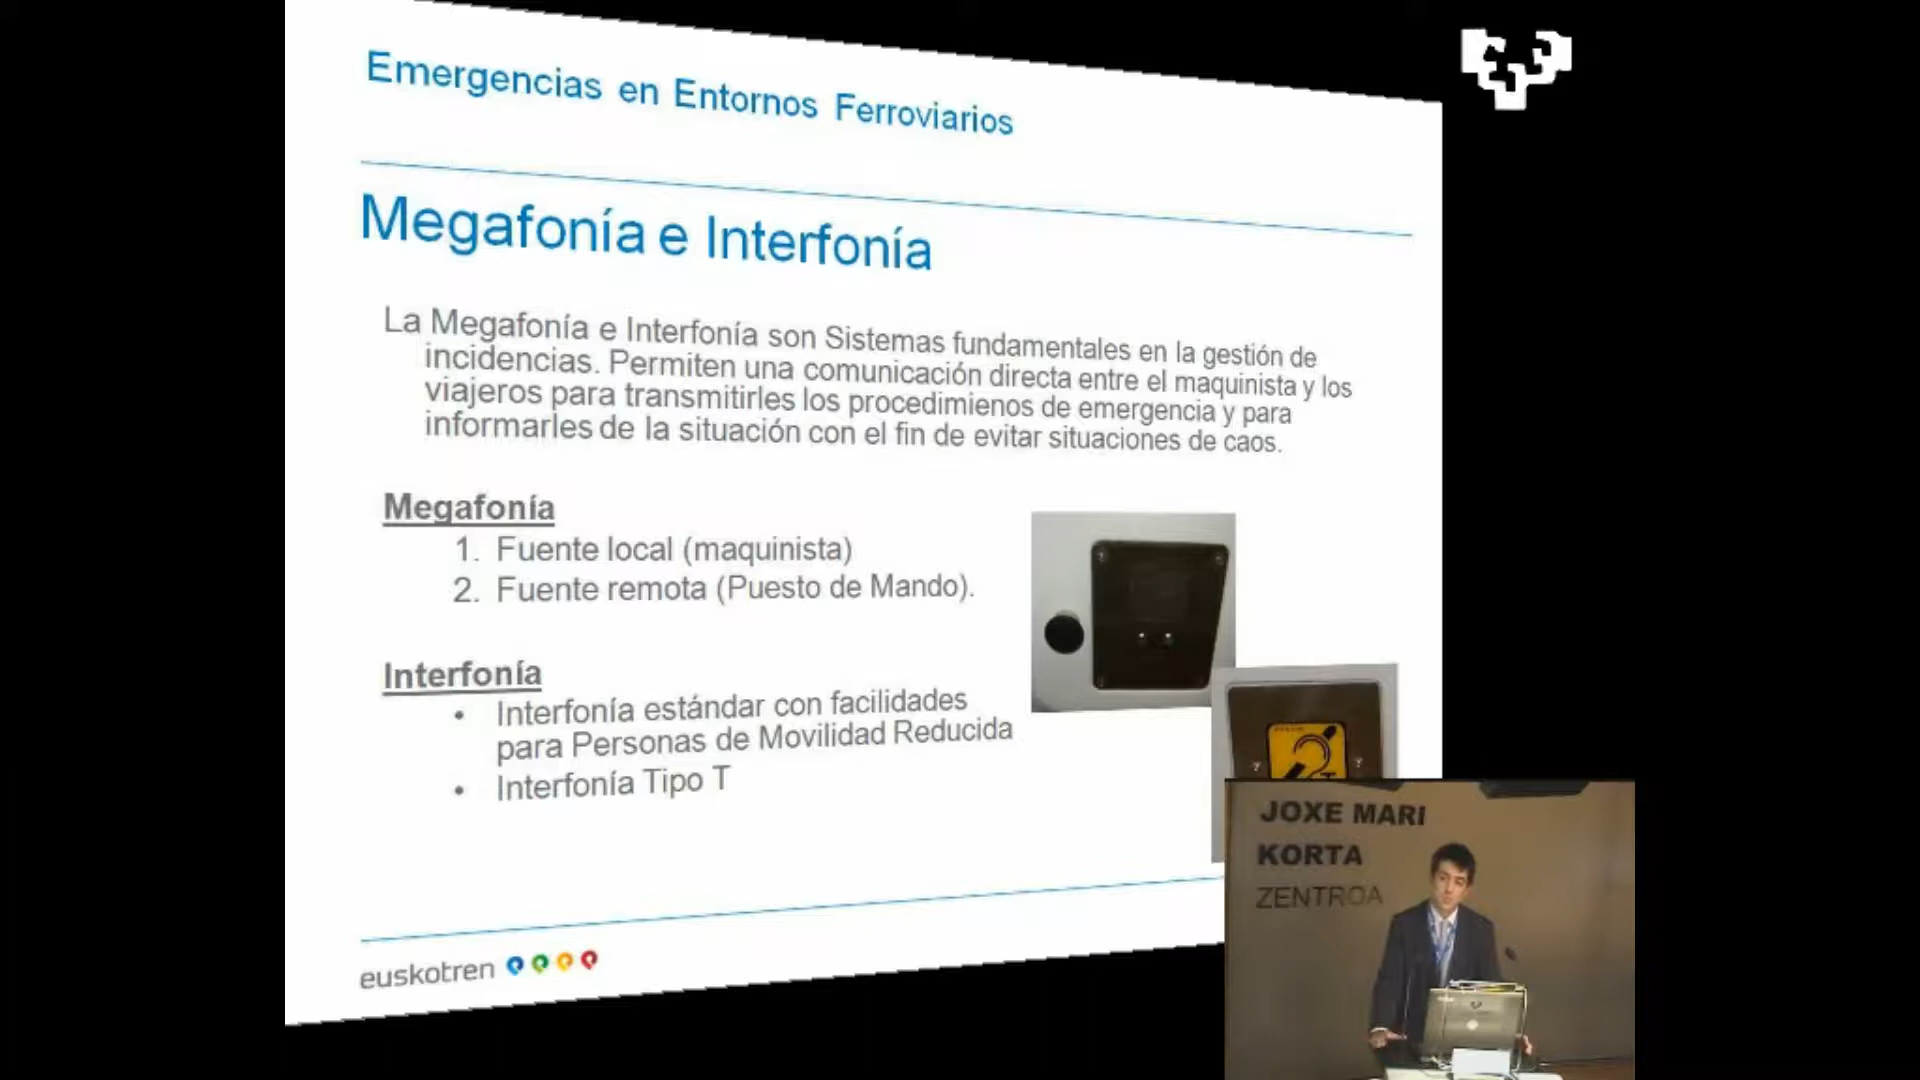 Emergencias en Entornos Ferroviarios
Megafonía e Interfonía
La Megafonía e Interfonía son Sistemas fundamentales en la gestión de
incidencias. Permiten una comunicación directa entre el maquinista y los
viajeros para transmitirles los procedimienos de emergencia y para
informarles de la situación con el fin de evitar situaciones de caos.
Megafonía
1. Fuente local (maquinista)
2. Fuente remota (Puesto de Mando).
Interfonía
• Interfonía estándar con facilidades
para Personas de Movilidad Reducida
• Interfonía Tipo T
T
euskotren
JOXE MARI
KORTA
ZENTROA